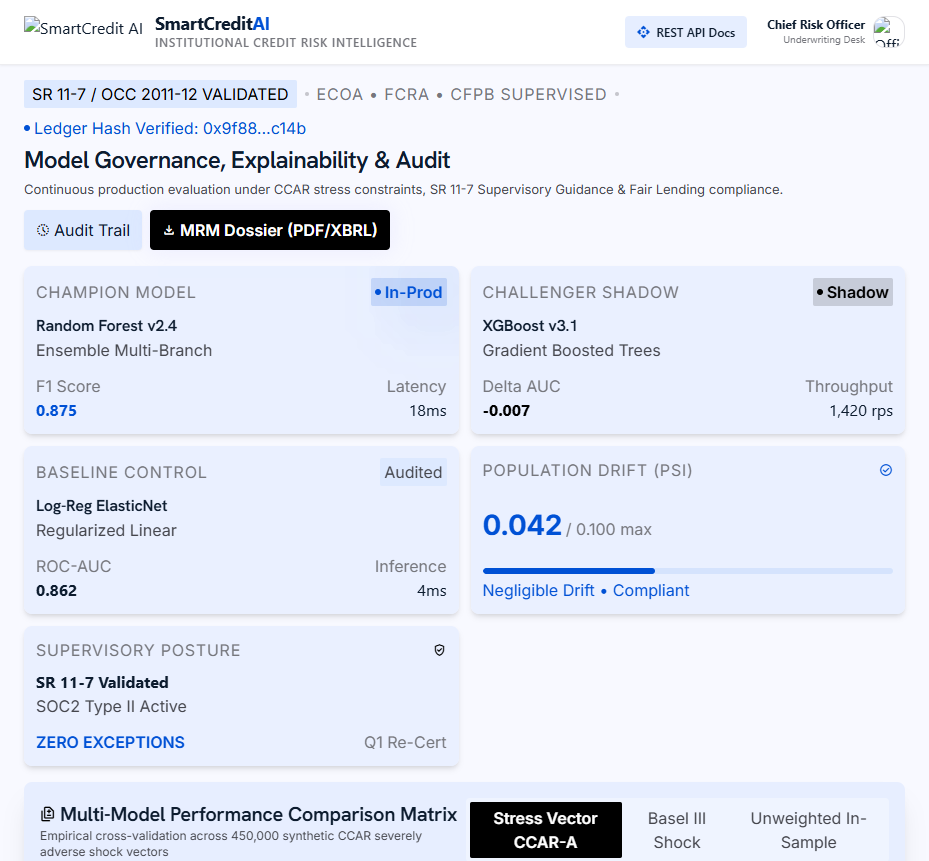 SmartCredit AI
SmartCreditAI
INSTITUTIONAL CREDIT RISK INTELLIGENCE
REST API Docs
Chief Risk Officer
Underwriting Desk
SR 11-7 / OCC 2011-12 VALIDATED • ECOA • FCRA • CFPB SUPERVISED •
• Ledger Hash Verified: 0x9f88...c14b
Model Governance, Explainability & Audit
Continuous production evaluation under CCAR stress constraints, SR 11-7 Supervisory Guidance & Fair Lending compliance.
Audit Trail
MRM Dossier (PDF/XBRL)
CHAMPION MODEL
• In-Prod
Random Forest v2.4
Ensemble Multi-Branch
F1 Score
Latency
0.875
18ms
CHALLENGER SHADOW
• Shadow
XGBoost v3.1
Gradient Boosted Trees
Delta AUC
Throughput
-0.007
1,420 rps
BASELINE CONTROL
Audited
Log-Reg ElasticNet
Regularized Linear
ROC-AUC
Inference
0.862
4ms
POPULATION DRIFT (PSI)
0.042 / 0.100 max
Negligible Drift • Compliant
SUPERVISORY POSTURE
SR 11-7 Validated
SOC2 Type II Active
ZERO EXCEPTIONS
Q1 Re-Cert
Multi-Model Performance Comparison Matrix
Empirical cross-validation across 450,000 synthetic CCAR severely
adverse shock vectors
Stress Vector
CCAR-A
Basel III
Shock
Unweighted In-
Sample